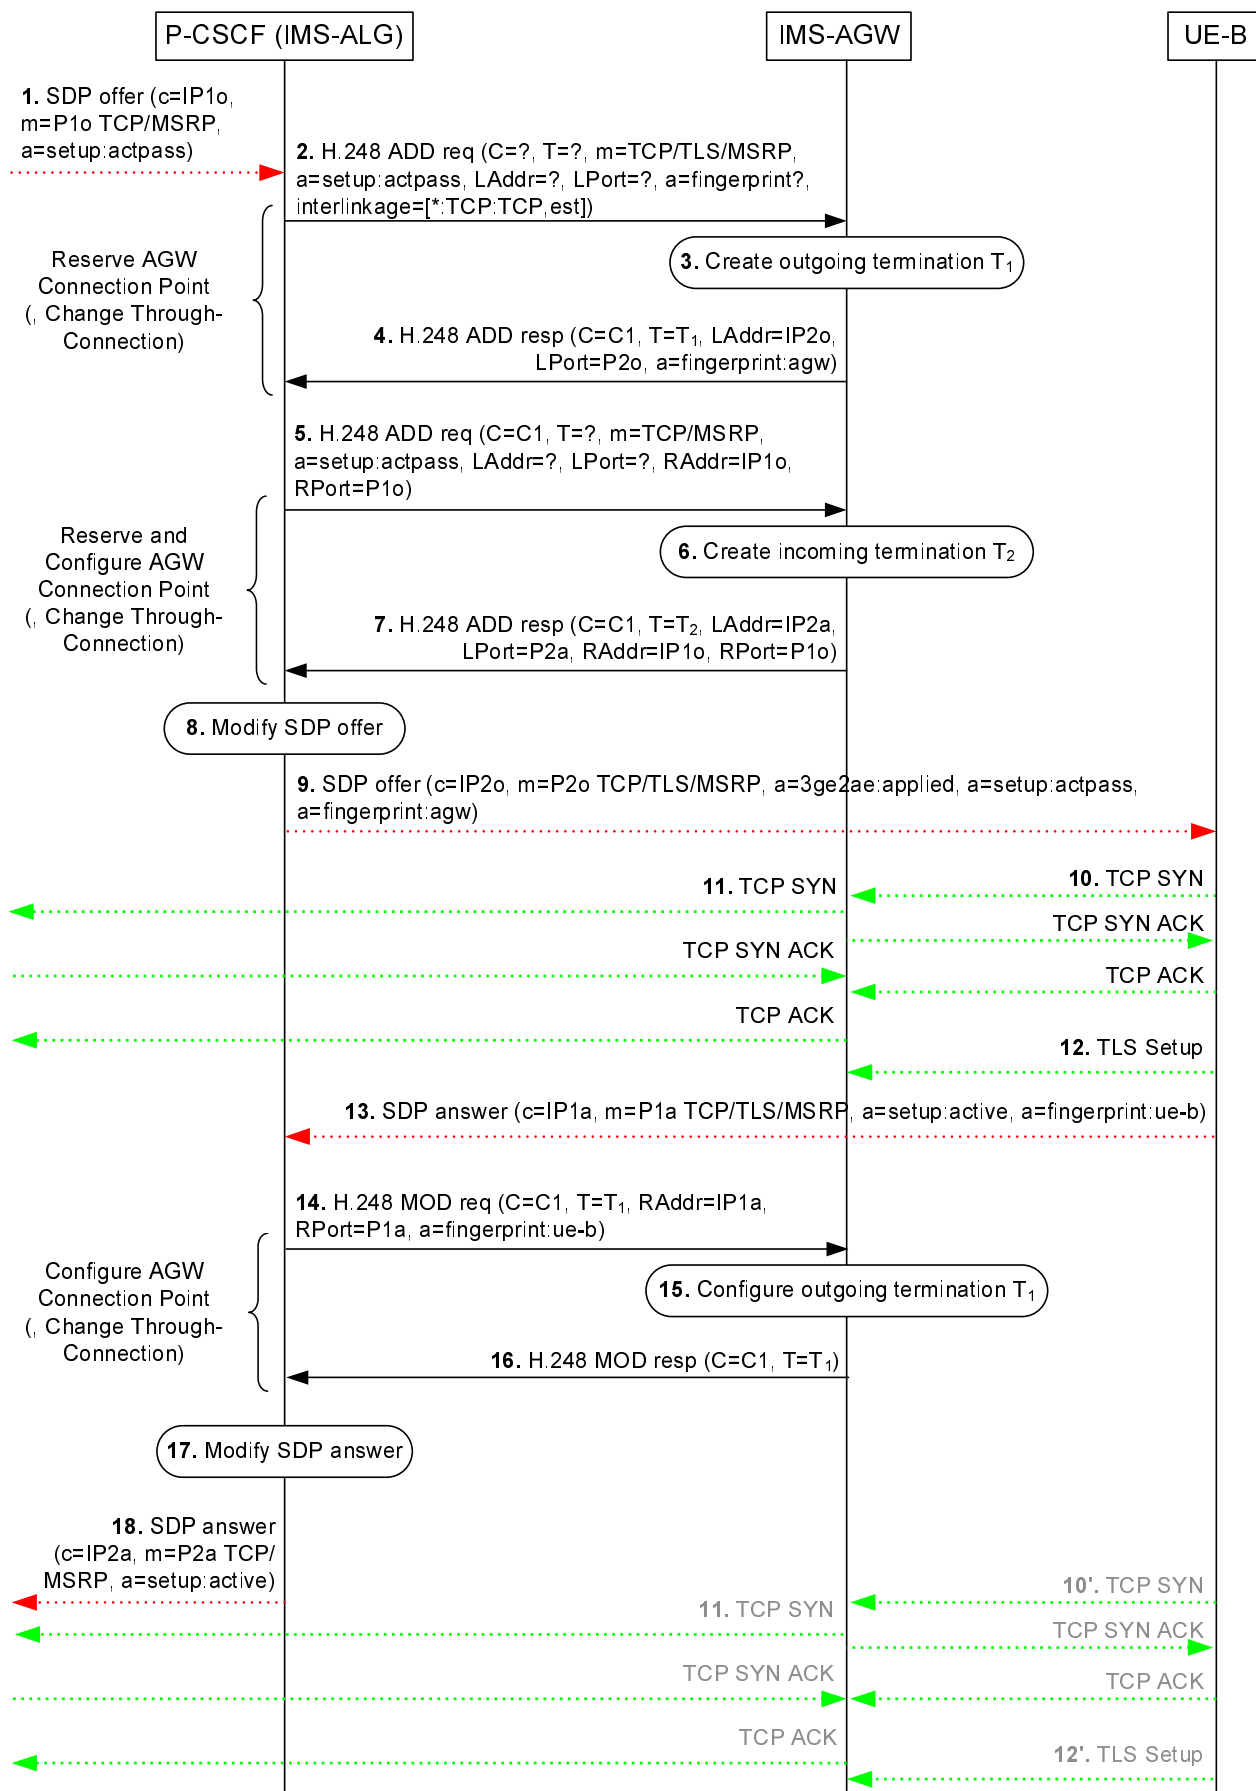 P-CSCF (IMS-ALG)
IMS-AGW
UE-B
1. SDP offer (c=IP1o,
m=P1o TCP/MSRP,
a=setup:actpass)
2. H.248 ADD req (C=?, T=?, m=TCP/TLS/MSRP,
a=setup:actpass, LAddr=?, LPort=?, a=fingerprint?,
interlinkage=[*:TCP:TCP,est])
Reserve AGW
Connection Point
(, Change Through-
Connection)
3. Create outgoing termination T1
4. H.248 ADD resp (C=C1, T=T1, LAddr=IP2o,
LPort=P2o, a=fingerprint:agw)
5. H.248 ADD req (C=C1, T=?, m=TCP/MSRP,
a=setup:actpass, LAddr=?, LPort=?, RAddr=IP1o,
RPort=P1o)
Reserve and
Configure AGW
Connection Point
(, Change Through-
Connection)
6. Create incoming termination T2
7. H.248 ADD resp (C=C1, T=T2, LAddr=IP2a,
LPort=P2a, RAddr=IP1o, RPort=P1o)
8. Modify SDP offer
9. SDP offer (c=IP2o, m=P2o TCP/TLS/MSRP, a=3ge2ae:applied, a=setup:actpass,
a=fingerprint:agw)
10. TCP SYN
11. TCP SYN
TCP SYN ACK
TCP SYN ACK
TCP ACK
TCP ACK
12. TLS Setup
13. SDP answer (c=IP1a, m=P1a TCP/TLS/MSRP, a=setup:active, a=fingerprint:ue-b)
14. H.248 MOD req (C=C1, T=T1, RAddr=IP1a,
RPort=P1a, a=fingerprint:ue-b)
Configure AGW
Connection Point
(, Change Through-
Connection)
15. Configure outgoing termination T1
16. H.248 MOD resp (C=C1, T=T1)
17. Modify SDP answer
18. SDP answer
(c=IP2a, m=P2a TCP/
MSRP, a=setup:active)
10'. TCP SYN
11. TCP SYN
TCP SYN ACK
TCP SYN ACK
TCP ACK
TCP ACK
12'. TLS Setup